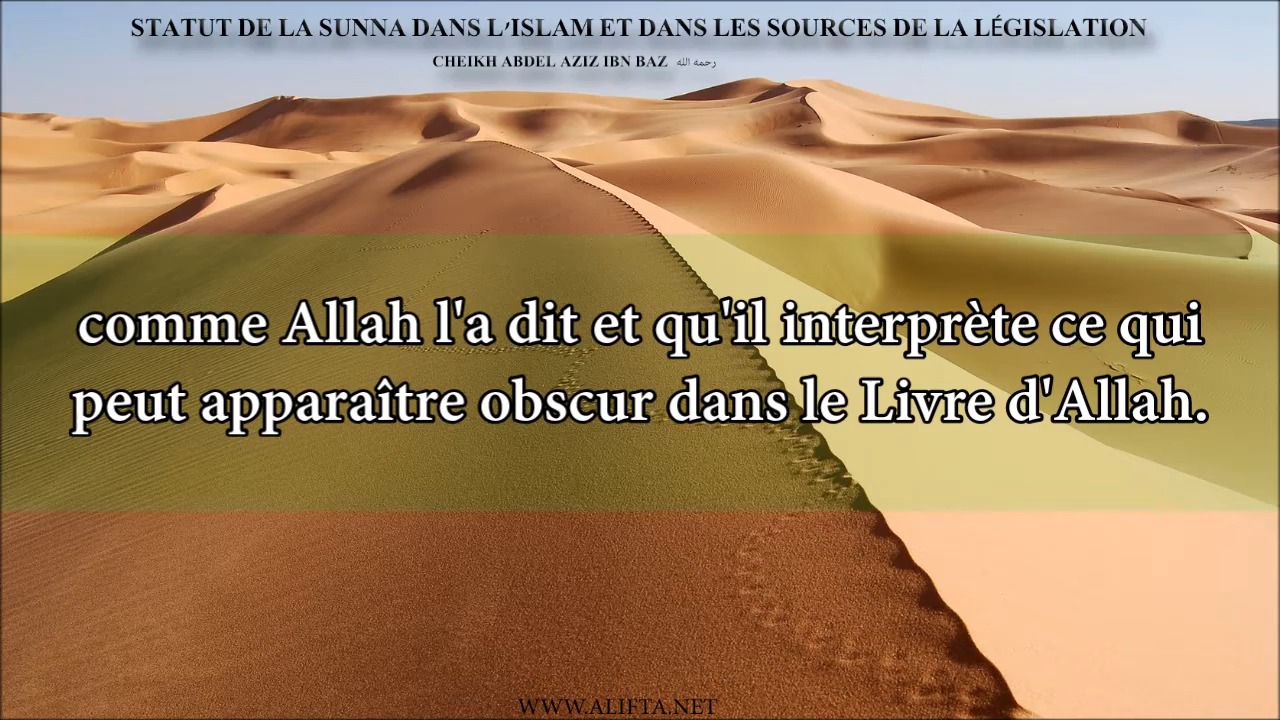 STATUT DE LA SUNNA DANS L'ISLAM ET DANS LES SOURCES DE LA LÉGISLATION
CHEIKH ABDEL AZIZ IBN BAZ رحمه الله
comme Allah l'a dit et qu'il interprète ce qui
peut apparaître obscur dans le Livre d'Allah.
WWW.ALIFTA.NET